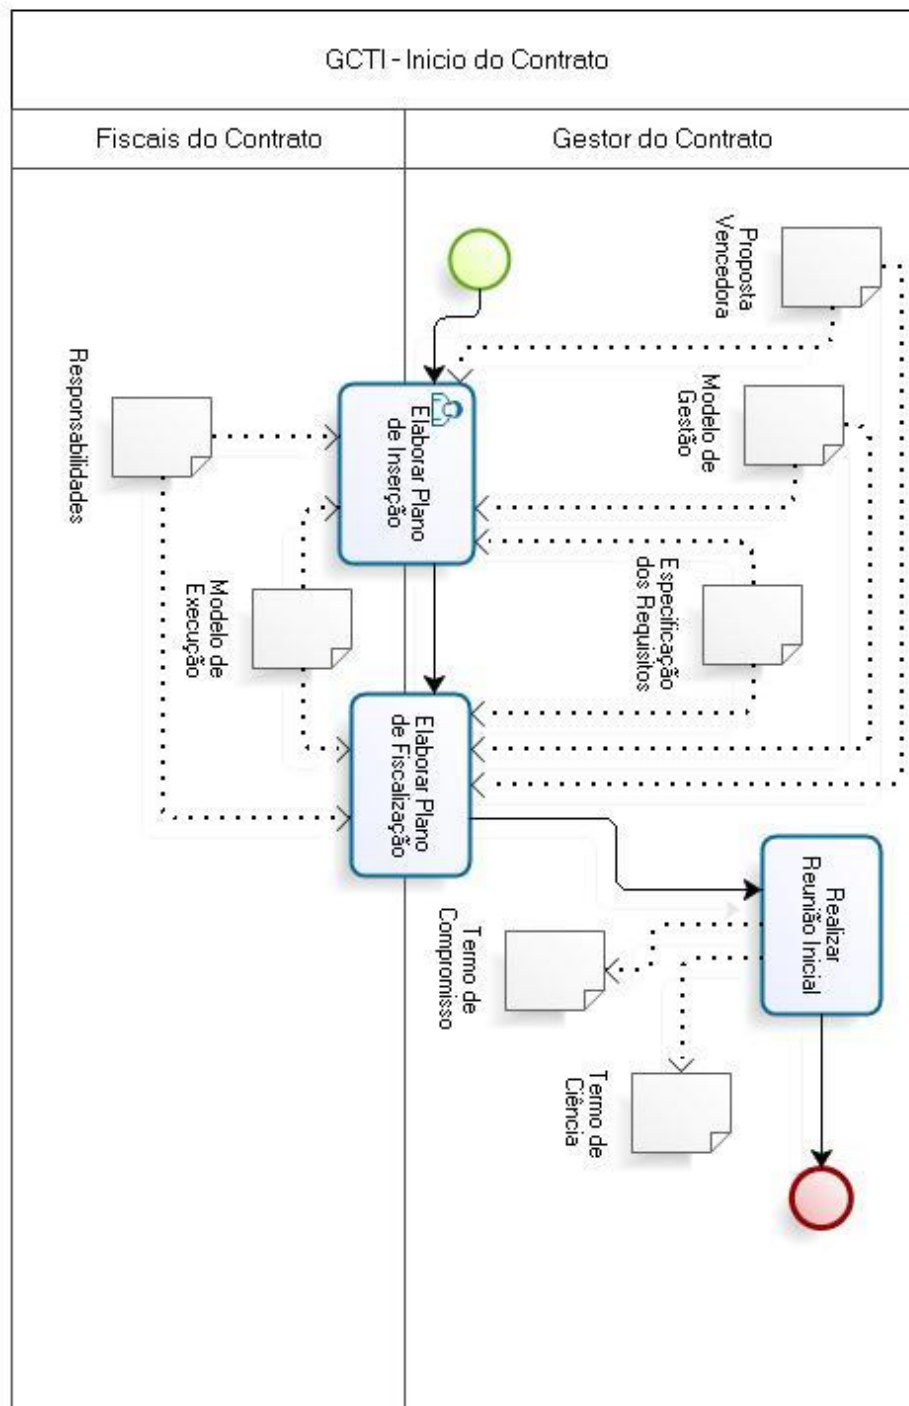 GCTI - Inicio do Contrato
Fiscais do Contrato
Gestor do Contrato
Proposta
Vencedora
Modelo de
Gestão
Responsabilidades
Elaborar Plano
de Inserção
Especificação
dos Requisitos
Modelo de
Execução
Elaborar Plano
de Fiscalização
Realizar
Reunião Inicial
Termo de
Compromisso
Termo de
Ciência